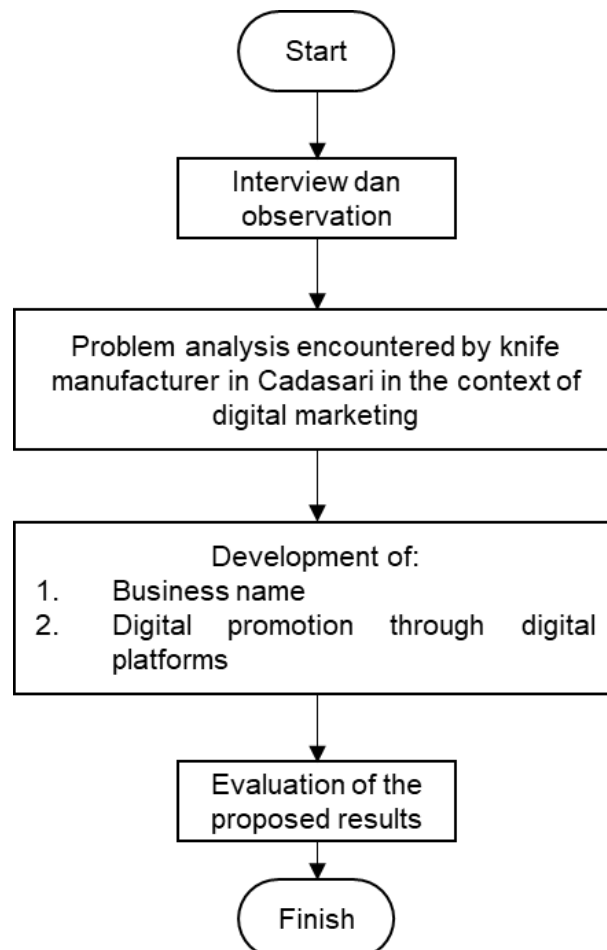 Start
Interview dan
observation
Problem analysis encountered by knife
manufacturer in Cadasari in the context of
digital marketing
Development of:
1. Business name
2. Digital promotion through digital
platforms
Evaluation of the
proposed results
Finish